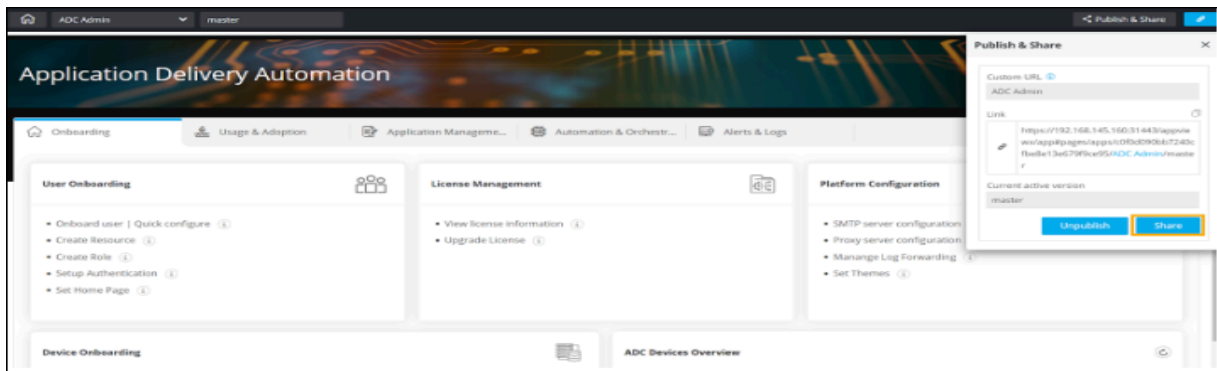 ADC Admin master Publish & Share
Publish & Share
Application Delivery Automation
Custom URL
ADC Admin
Link
https://192.168.145.160:31443/appvie
wx/app#pages/apps/
ADC Admin/maste
r
Current active version
master
Unpublish Share
Onboarding Usage & Adoption Application Manageme... Automation & Orchestr... Alerts & Logs
User Onboarding
• Onboard user | Quick configure
• Create Resource
• Create Role
• Setup Authentication
• Set Home Page
License Management
• View license information
• Upgrade License
Platform Configuration
• SMTP server configuration
• Proxy server configuration
• Manange Log Forwarding
• Set Themes
Device Onboarding
ADC Devices Overview